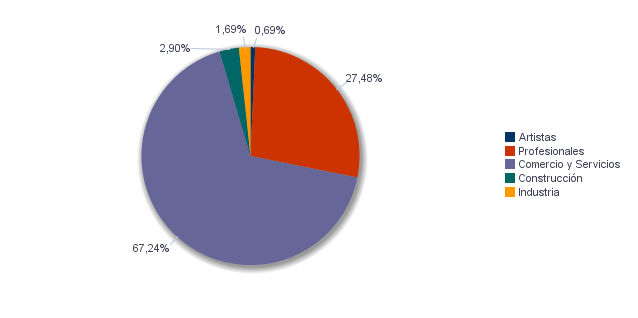 1,69%
0,69%
2,90%
27,48%
67,24%
Artistas
Profesionales
Comercio y Servicios
Construcción
Industria